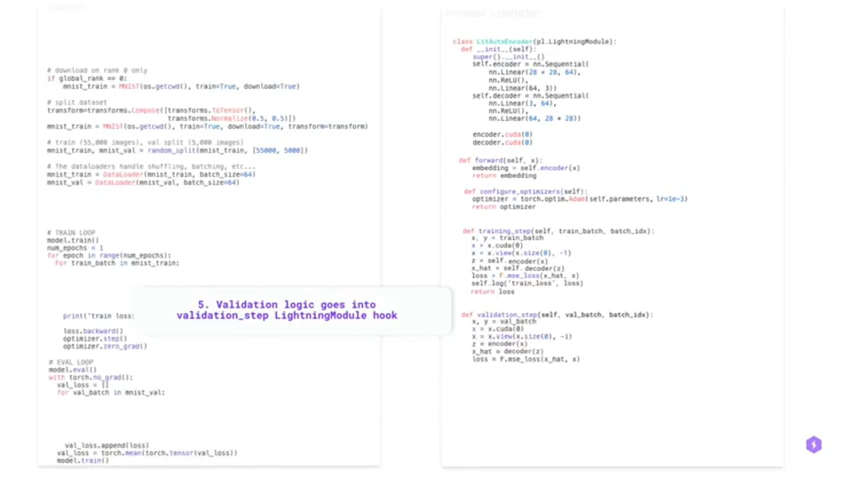 # download on rank 0 only
if global_rank == 0:
mnist_train = MNIST(os.getcwd(), train=True, download=True)
# split dataset
transform=transforms.Compose([transforms.ToTensor(),
transforms.Normalize(0.5, 0.5)])
mnist_train = MNIST(os.getcwd(), train=True, download=True, transform=transform)
# train (55,000 images), val split (5,000 images)
mnist_train, mnist_val = random_split(mnist_train, [55000, 5000])
# The dataloaders handle shuffling, batching, etc...
mnist_train = DataLoader(mnist_train, batch_size=64)
mnist_val = DataLoader(mnist_val, batch_size=64)
# TRAIN LOOP
model.train()
num_epochs = 1
for epoch in range(num_epochs):
for train_batch in mnist_train:
print('train loss:
loss.backward()
optimizer.step()
optimizer.zero_grad()
# EVAL LOOP
model.eval()
with torch.no_grad():
val_loss = []
for val_batch in mnist_val:
val_loss.append(loss)
val_loss = torch.mean(torch.tensor(val_loss))
model.train()
5. Validation logic goes into
validation_step LightningModule hook
class LitAutoEncoder(pl.LightningModule):
def __init__(self):
super().__init__()
self.encoder = nn.Sequential(
nn.Linear(28 * 28, 64),
nn.ReLU(),
nn.Linear(64, 3))
self.decoder = nn.Sequential(
nn.Linear(3, 64),
nn.ReLU(),
nn.Linear(64, 28 * 28))
encoder.cuda(0)
decoder.cuda(0)
def forward(self, x):
embedding = self.encoder(x)
return embedding
def configure_optimizers(self):
optimizer = torch.optim.Adam(self.parameters, lr=1e-3)
return optimizer
def training_step(self, train_batch, batch_idx):
x, y = train_batch
x = x.cuda(0)
x = x.view(x.size(0), -1)
z = self.encoder(x)
x_hat = self.decoder(z)
loss = F.mse_loss(x_hat, x)
self.log('train_loss', loss)
return loss
def validation_step(self, val_batch, batch_idx):
x, y = val_batch
x = x.cuda(0)
x = x.view(x.size(0), -1)
z = encoder(x)
x_hat = decoder(z)
loss = F.mse_loss(x_hat, x)